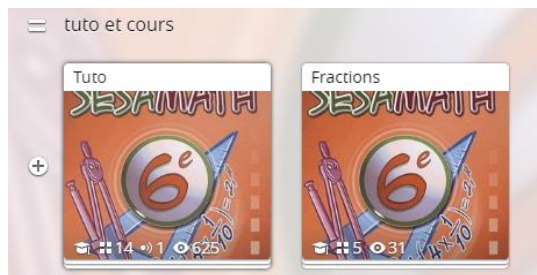 tuto et cours
Tuto
Fractions
SESAMATH
SESAMATH
6e
6e
14 1 625
5 31